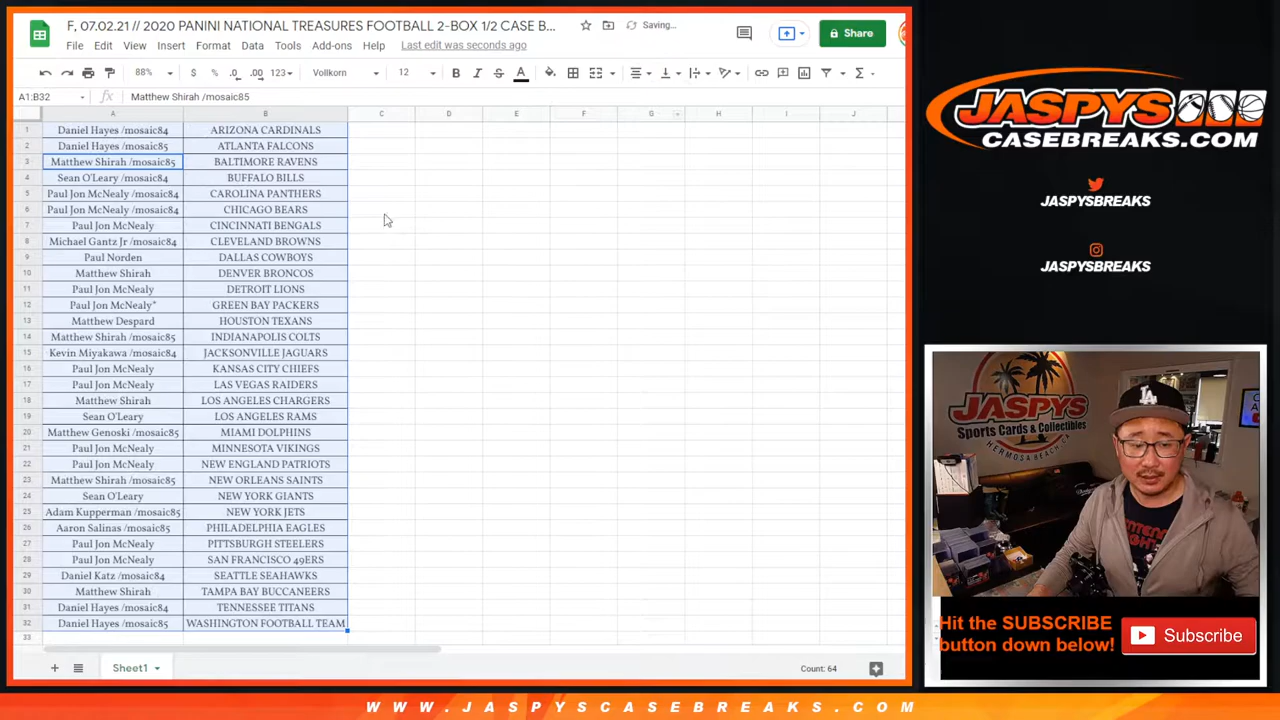 F, 07.02.21 // 2020 PANINI NATIONAL TREASURES FOOTBALL 2-BOX 1/2 CASE B...
Saving...
File Edit View Insert Format Data Tools Add-ons Help Last edit was seconds ago
Share
88% $ % .0 .00 123 Vollkorn 12 B I S A
A1:B32 fx Matthew Shirah /mosaic85
A B C D E F G H I J
1 Daniel Hayes /mosaic84 ARIZONA CARDINALS
2 Daniel Hayes /mosaic85 ATLANTA FALCONS
3 Matthew Shirah /mosaic85 BALTIMORE RAVENS
4 Sean O'Leary /mosaic84 BUFFALO BILLS
5 Paul Jon McNealy /mosaic84 CAROLINA PANTHERS
6 Paul Jon McNealy /mosaic84 CHICAGO BEARS
7 Paul Jon McNealy CINCINNATI BENGALS
8 Michael Gantz Jr /mosaic84 CLEVELAND BROWNS
9 Paul Norden DALLAS COWBOYS
10 Matthew Shirah DENVER BRONCOS
11 Paul Jon McNealy DETROIT LIONS
12 Paul Jon McNealy* GREEN BAY PACKERS
13 Matthew Despard HOUSTON TEXANS
14 Matthew Shirah /mosaic85 INDIANAPOLIS COLTS
15 Kevin Miyakawa /mosaic84 JACKSONVILLE JAGUARS
16 Paul Jon McNealy KANSAS CITY CHIEFS
17 Paul Jon McNealy LAS VEGAS RAIDERS
18 Matthew Shirah LOS ANGELES CHARGERS
19 Sean O'Leary LOS ANGELES RAMS
20 Matthew Genoski /mosaic85 MIAMI DOLPHINS
21 Paul Jon McNealy MINNESOTA VIKINGS
22 Paul Jon McNealy NEW ENGLAND PATRIOTS
23 Matthew Shirah /mosaic85 NEW ORLEANS SAINTS
24 Sean O'Leary NEW YORK GIANTS
25 Adam Kupperman /mosaic85 NEW YORK JETS
26 Aaron Salinas /mosaic85 PHILADELPHIA EAGLES
27 Paul Jon McNealy PITTSBURGH STEELERS
28 Paul Jon McNealy SAN FRANCISCO 49ERS
29 Daniel Katz /mosaic84 SEATTLE SEAHAWKS
30 Matthew Shirah TAMPA BAY BUCCANEERS
31 Daniel Hayes /mosaic84 TENNESSEE TITANS
32 Daniel Hayes /mosaic85 WASHINGTON FOOTBALL TEAM
33
Sheet1
Count: 64
JASPYS
CASEBREAKS.COM
JASPYSBREAKS
JASPYSBREAKS
JASPYS
Sports Cards & Collectibles
HERMOSA BEACH, CA
LA
Hit the SUBSCRIBE
button down below!
Subscribe
WWW.JASPYSCASEBREAKS.COM